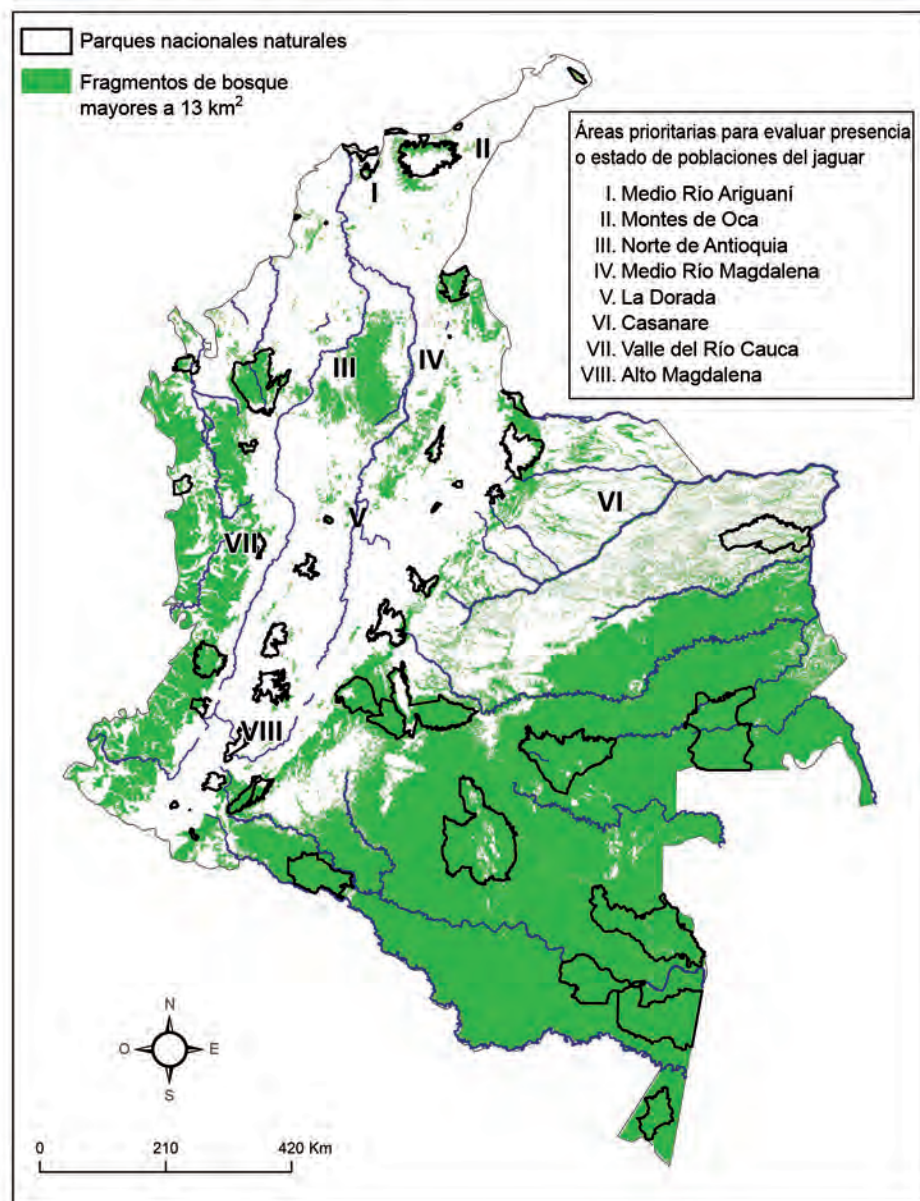 Parques nacionales naturales
Fragmentos de bosque
mayores a 13 km²
Áreas prioritarias para evaluar presencia
o estado de poblaciones del jaguar
I. Medio Río Ariguaní
II. Montes de Oca
III. Norte de Antioquia
IV. Medio Río Magdalena
V. La Dorada
VI. Casanare
VII. Valle del Río Cauca
VIII. Alto Magdalena
II
I
III
IV
VI
V
VII
VIII
N
O
E
S
0
210
420 Km